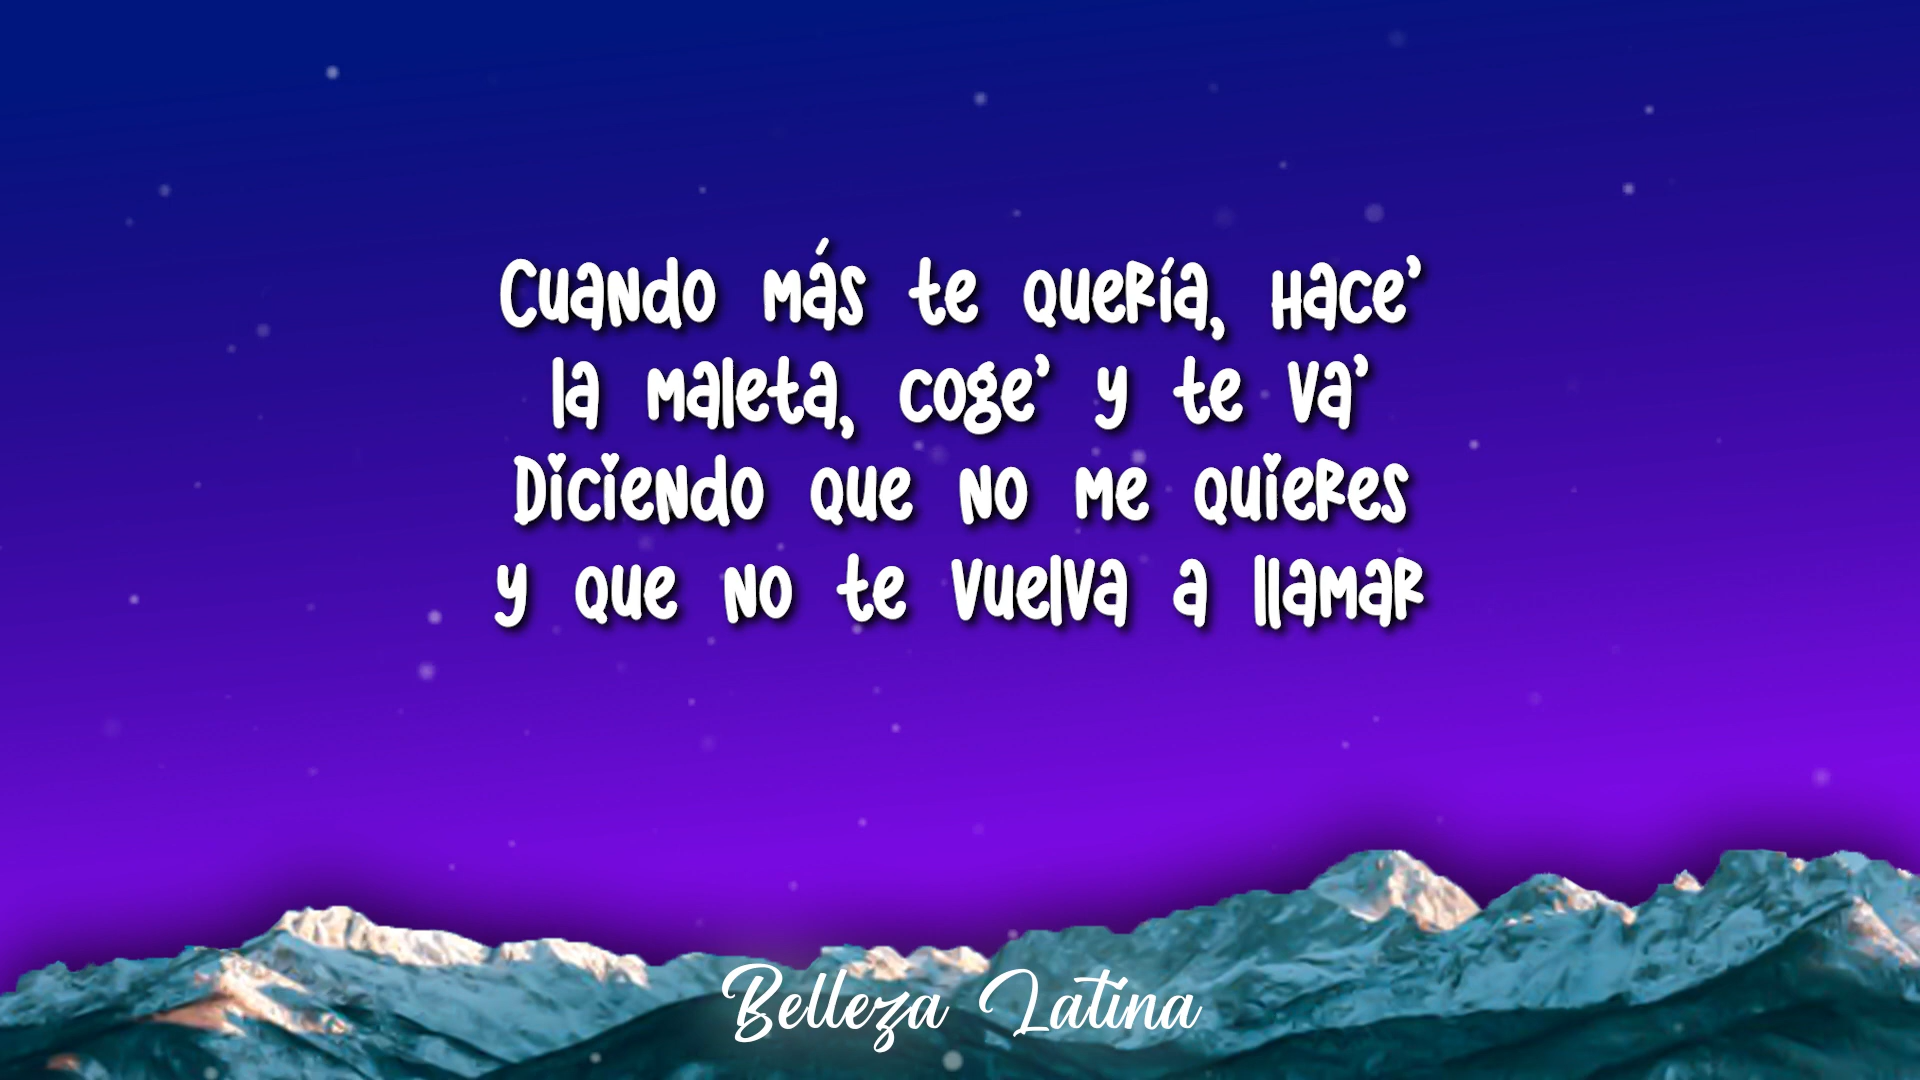 Cuando más te quería, hace'
la maleta, coge' y te va'
Diciendo que no me quieres
y que no te vuelva a llamar
Belleza Latina